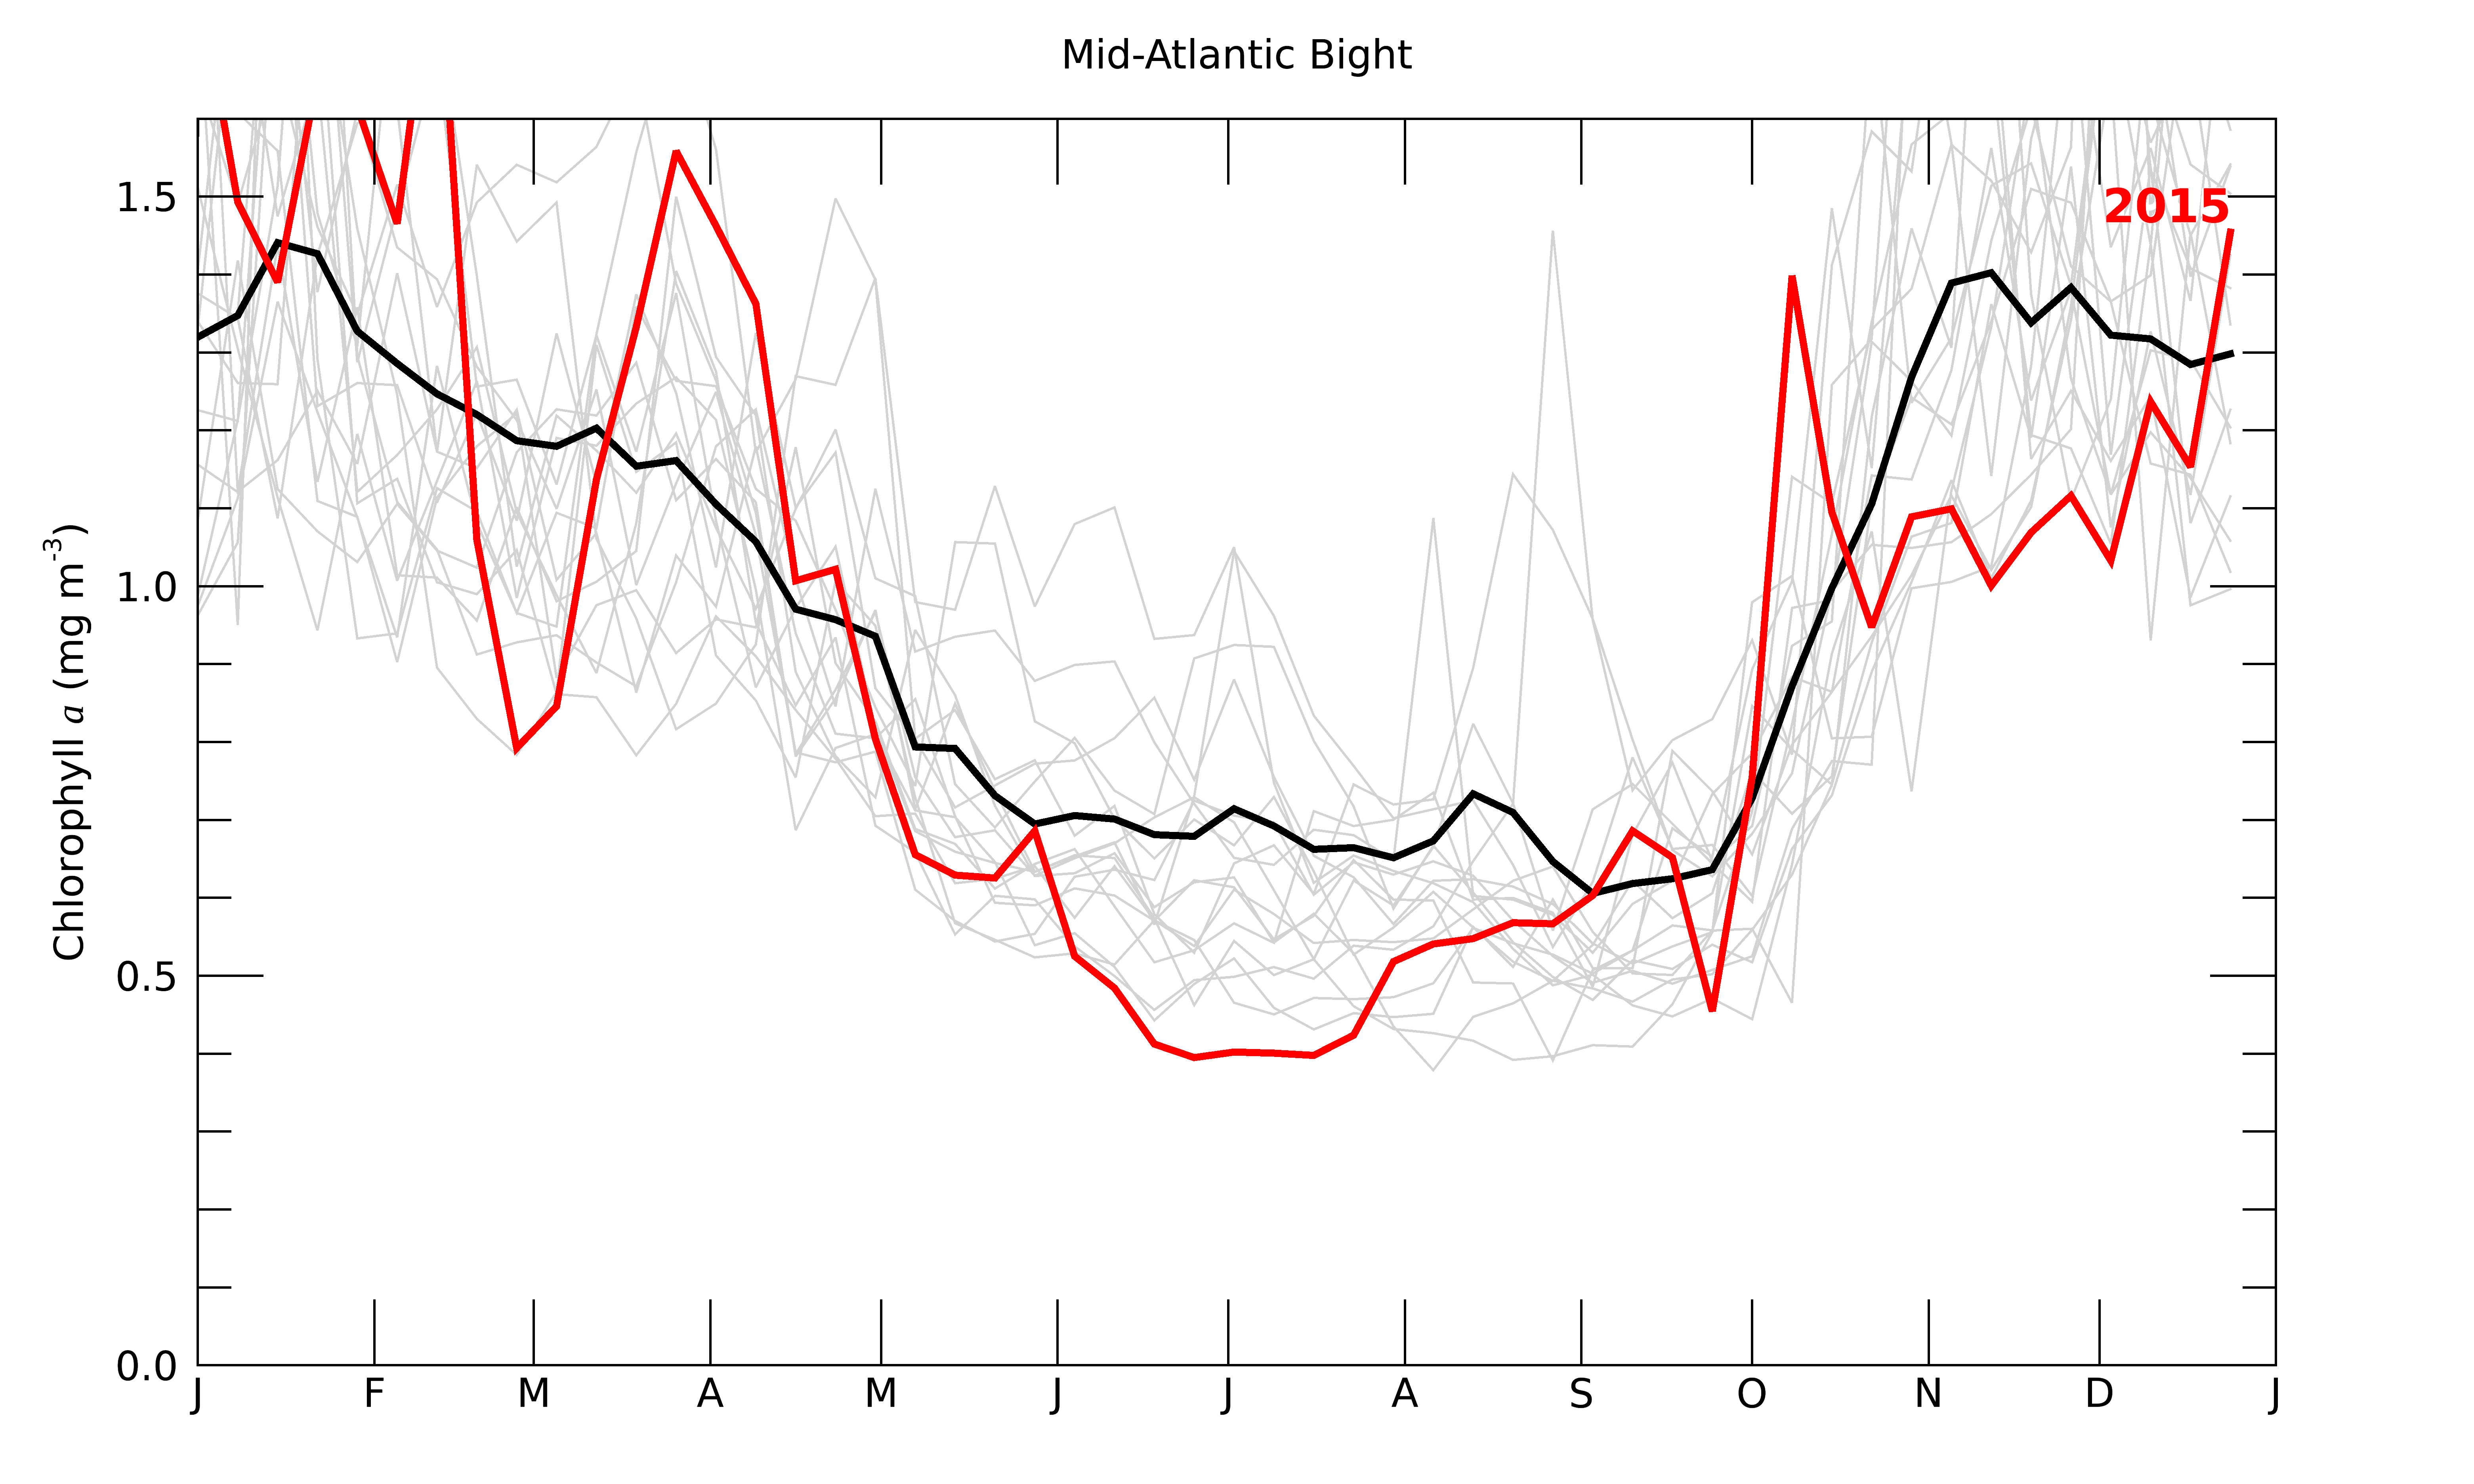 Mid-Atlantic Bight
Chlorophyll a (mg m⁻³)
1.5
1.0
0.5
0.0
2015
J F M A M J J A S O N D J